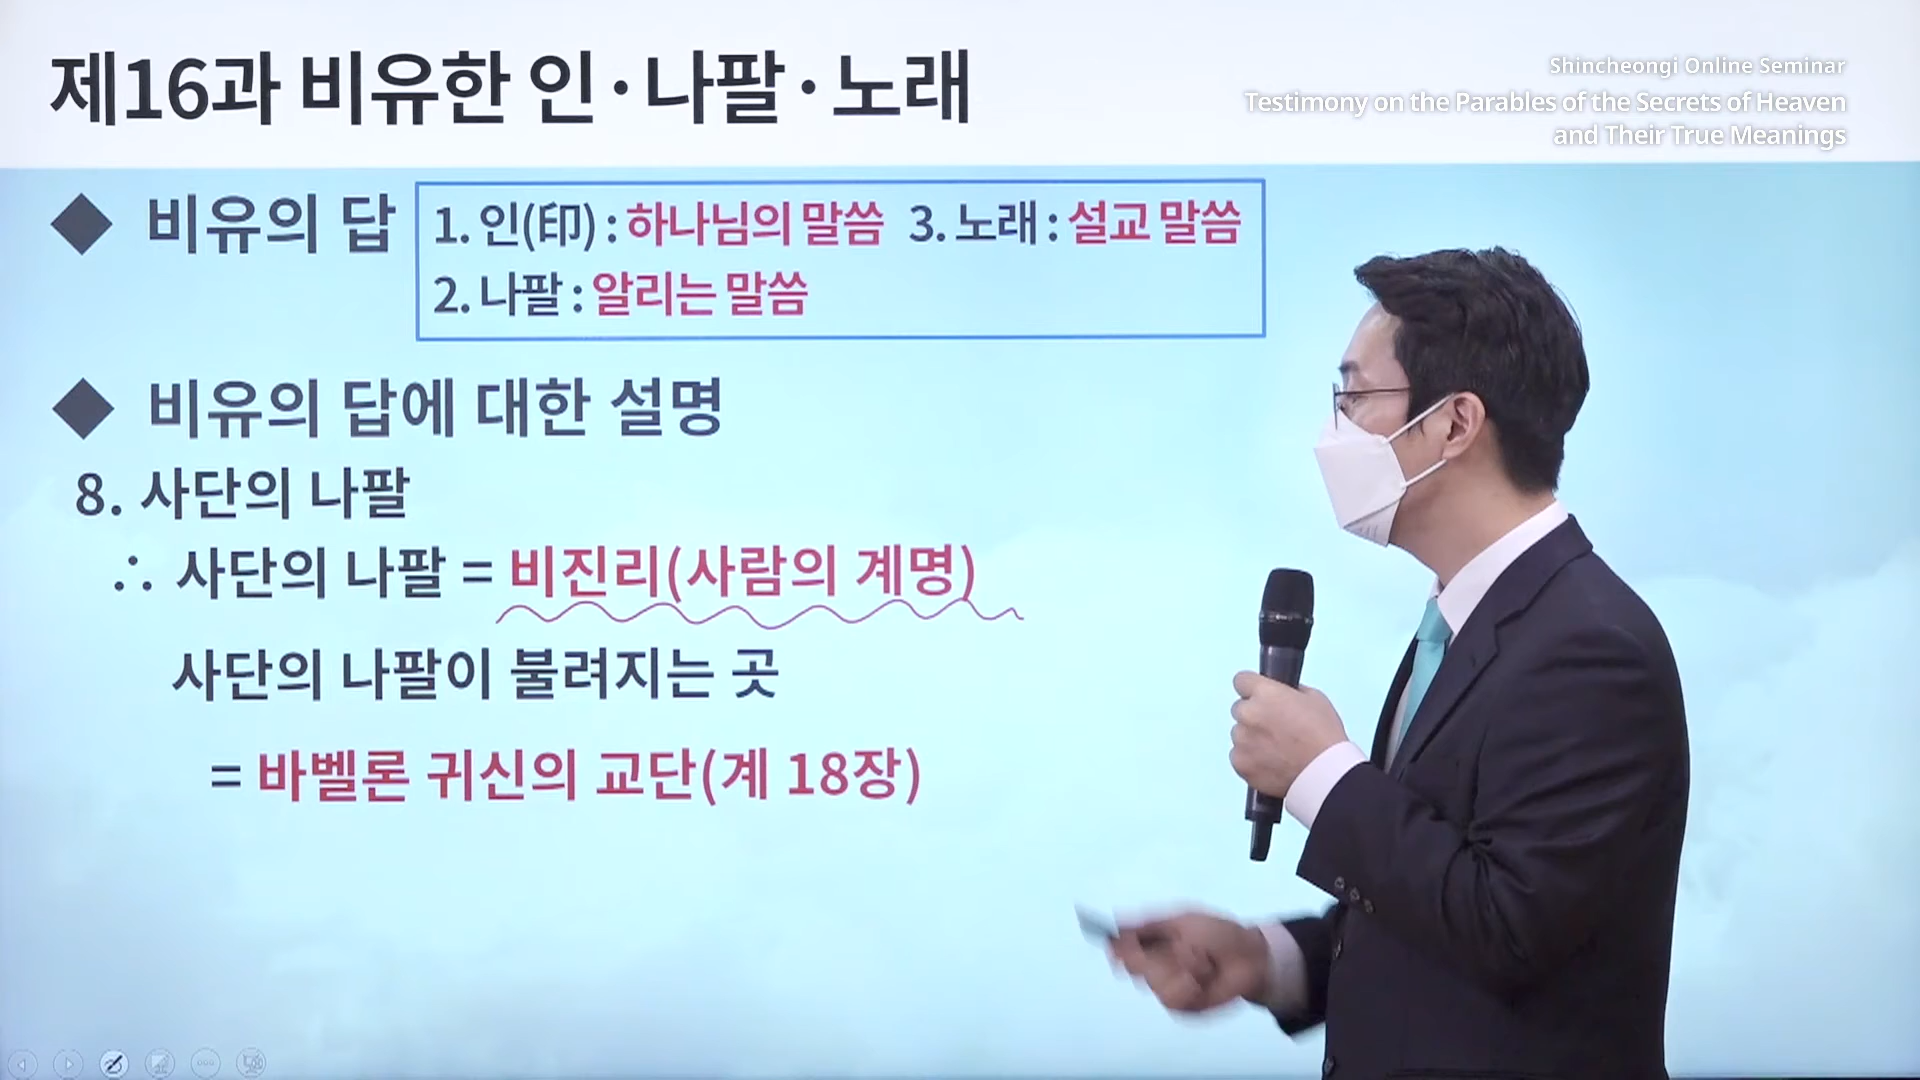 제16과 비유한 인·나팔·노래
Shincheongi Online Seminar
Testimony on the Parables of the Secrets of Heaven
and Their True Meanings
◆ 비유의 답
1. 인(印) : 하나님의 말씀 3. 노래 : 설교 말씀
2. 나팔 : 알리는 말씀
◆ 비유의 답에 대한 설명
8. 사단의 나팔
∴ 사단의 나팔 = 비진리(사람의 계명)
사단의 나팔이 불려지는 곳
= 바벨론 귀신의 교단(계 18장)